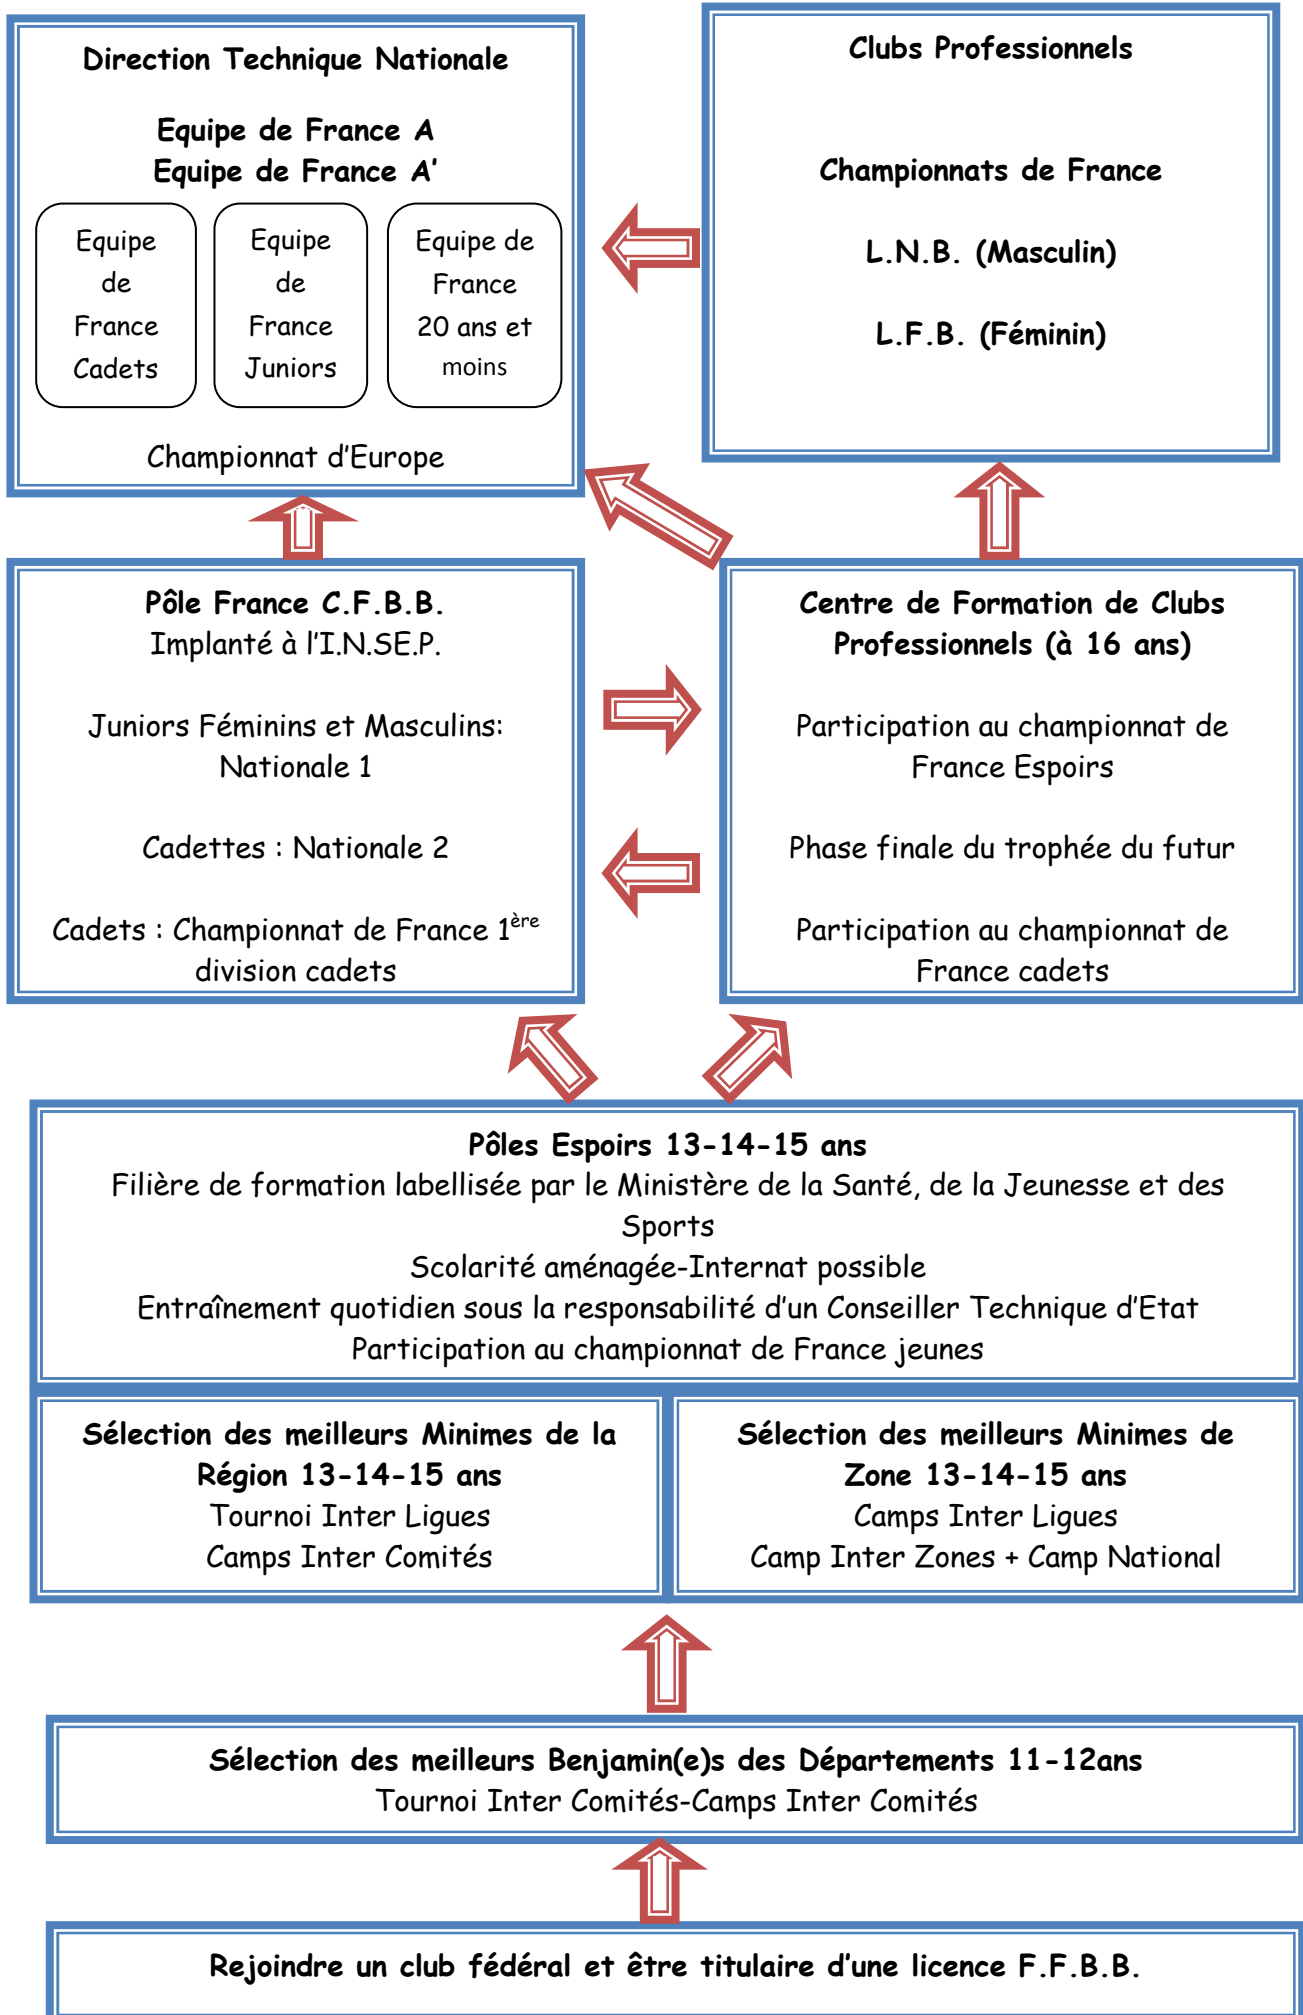 Direction Technique Nationale
Equipe de France A
Equipe de France A'
Equipe
de
France
Cadets
Equipe
de
France
Juniors
Equipe de
France
20 ans et
moins
Championnat d'Europe
Clubs Professionnels
Championnats de France
L.N.B. (Masculin)
L.F.B. (Féminin)
Pôle France C.F.B.B.
Implanté à l'I.N.SE.P.
Juniors Féminins et Masculins:
Nationale 1
Cadettes : Nationale 2
Cadets : Championnat de France 1ère
division cadets
Centre de Formation de Clubs
Professionnels (à 16 ans)
Participation au championnat de
France Espoirs
Phase finale du trophée du futur
Participation au championnat de
France cadets
Pôles Espoirs 13-14-15 ans
Filière de formation labellisée par le Ministère de la Santé, de la Jeunesse et des
Sports
Scolarité aménagée-Internat possible
Entraînement quotidien sous la responsabilité d'un Conseiller Technique d'Etat
Participation au championnat de France jeunes
Sélection des meilleurs Minimes de la
Région 13-14-15 ans
Tournoi Inter Ligues
Camps Inter Comités
Sélection des meilleurs Minimes de
Zone 13-14-15 ans
Camps Inter Ligues
Camp Inter Zones + Camp National
Sélection des meilleurs Benjamin(e)s des Départements 11-12ans
Tournoi Inter Comités-Camps Inter Comités
Rejoindre un club fédéral et être titulaire d'une licence F.F.B.B.